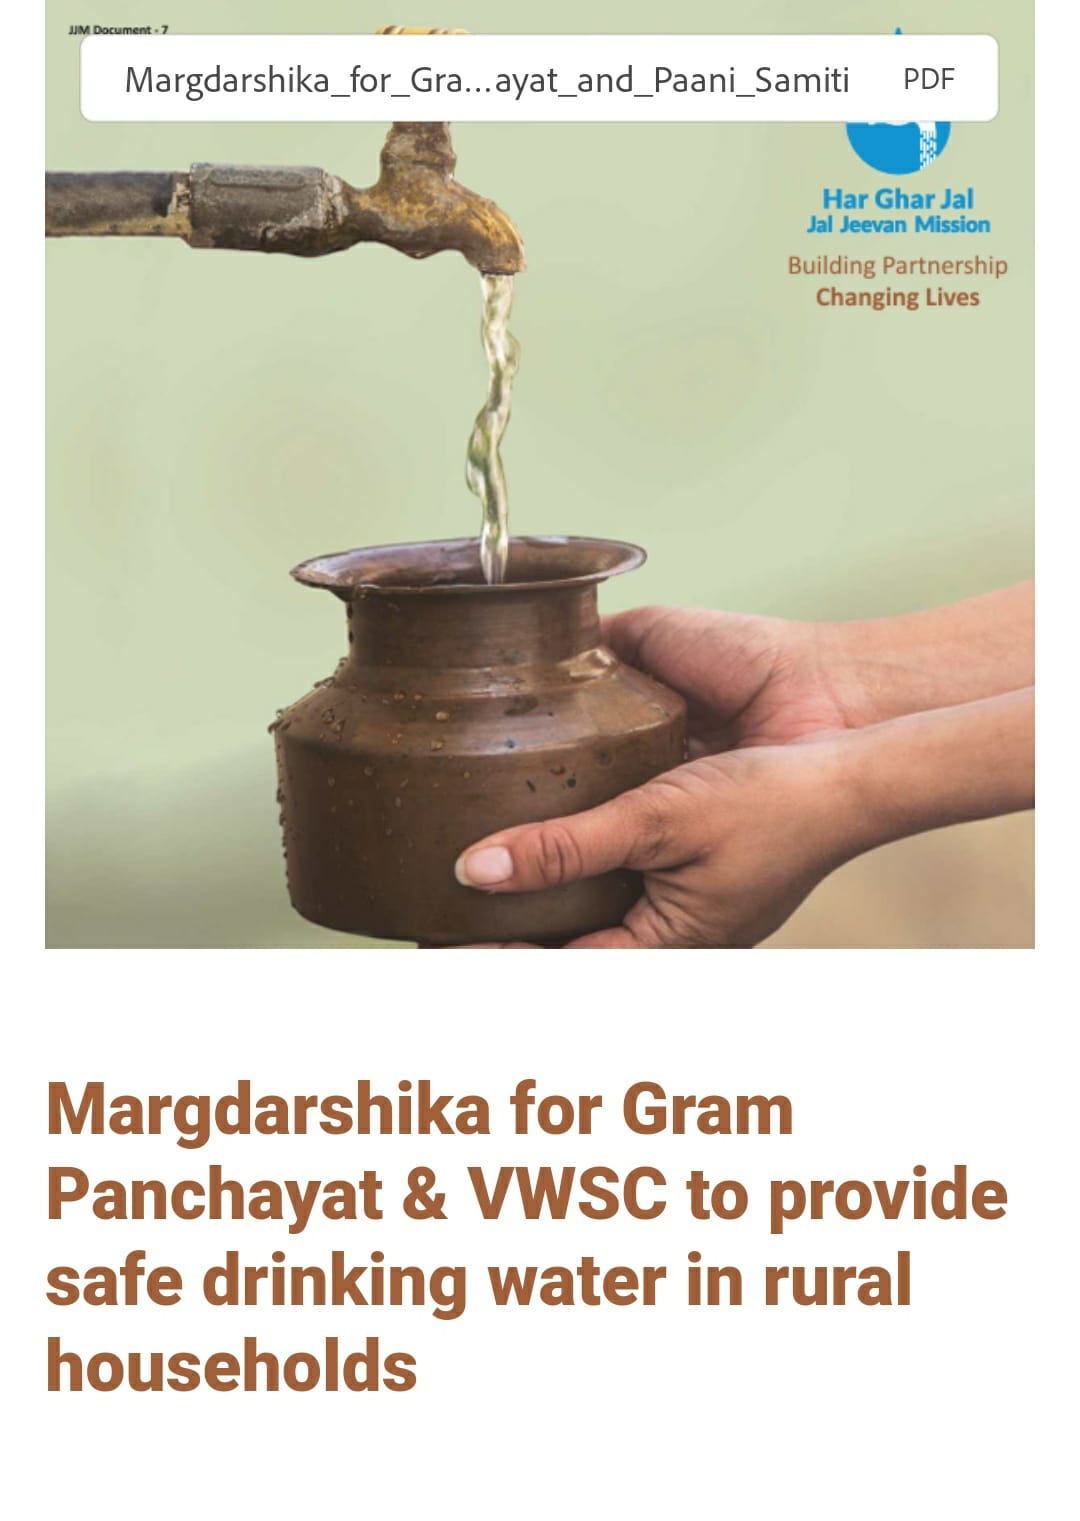 JJM Document - 7
Margdarshika_for_Gra...ayat_and_Paani_Samiti PDF
Har Ghar Jal
Jal Jeevan Mission
Building Partnership
Changing Lives
Margdarshika for Gram
Panchayat & VWSC to provide
safe drinking water in rural
households